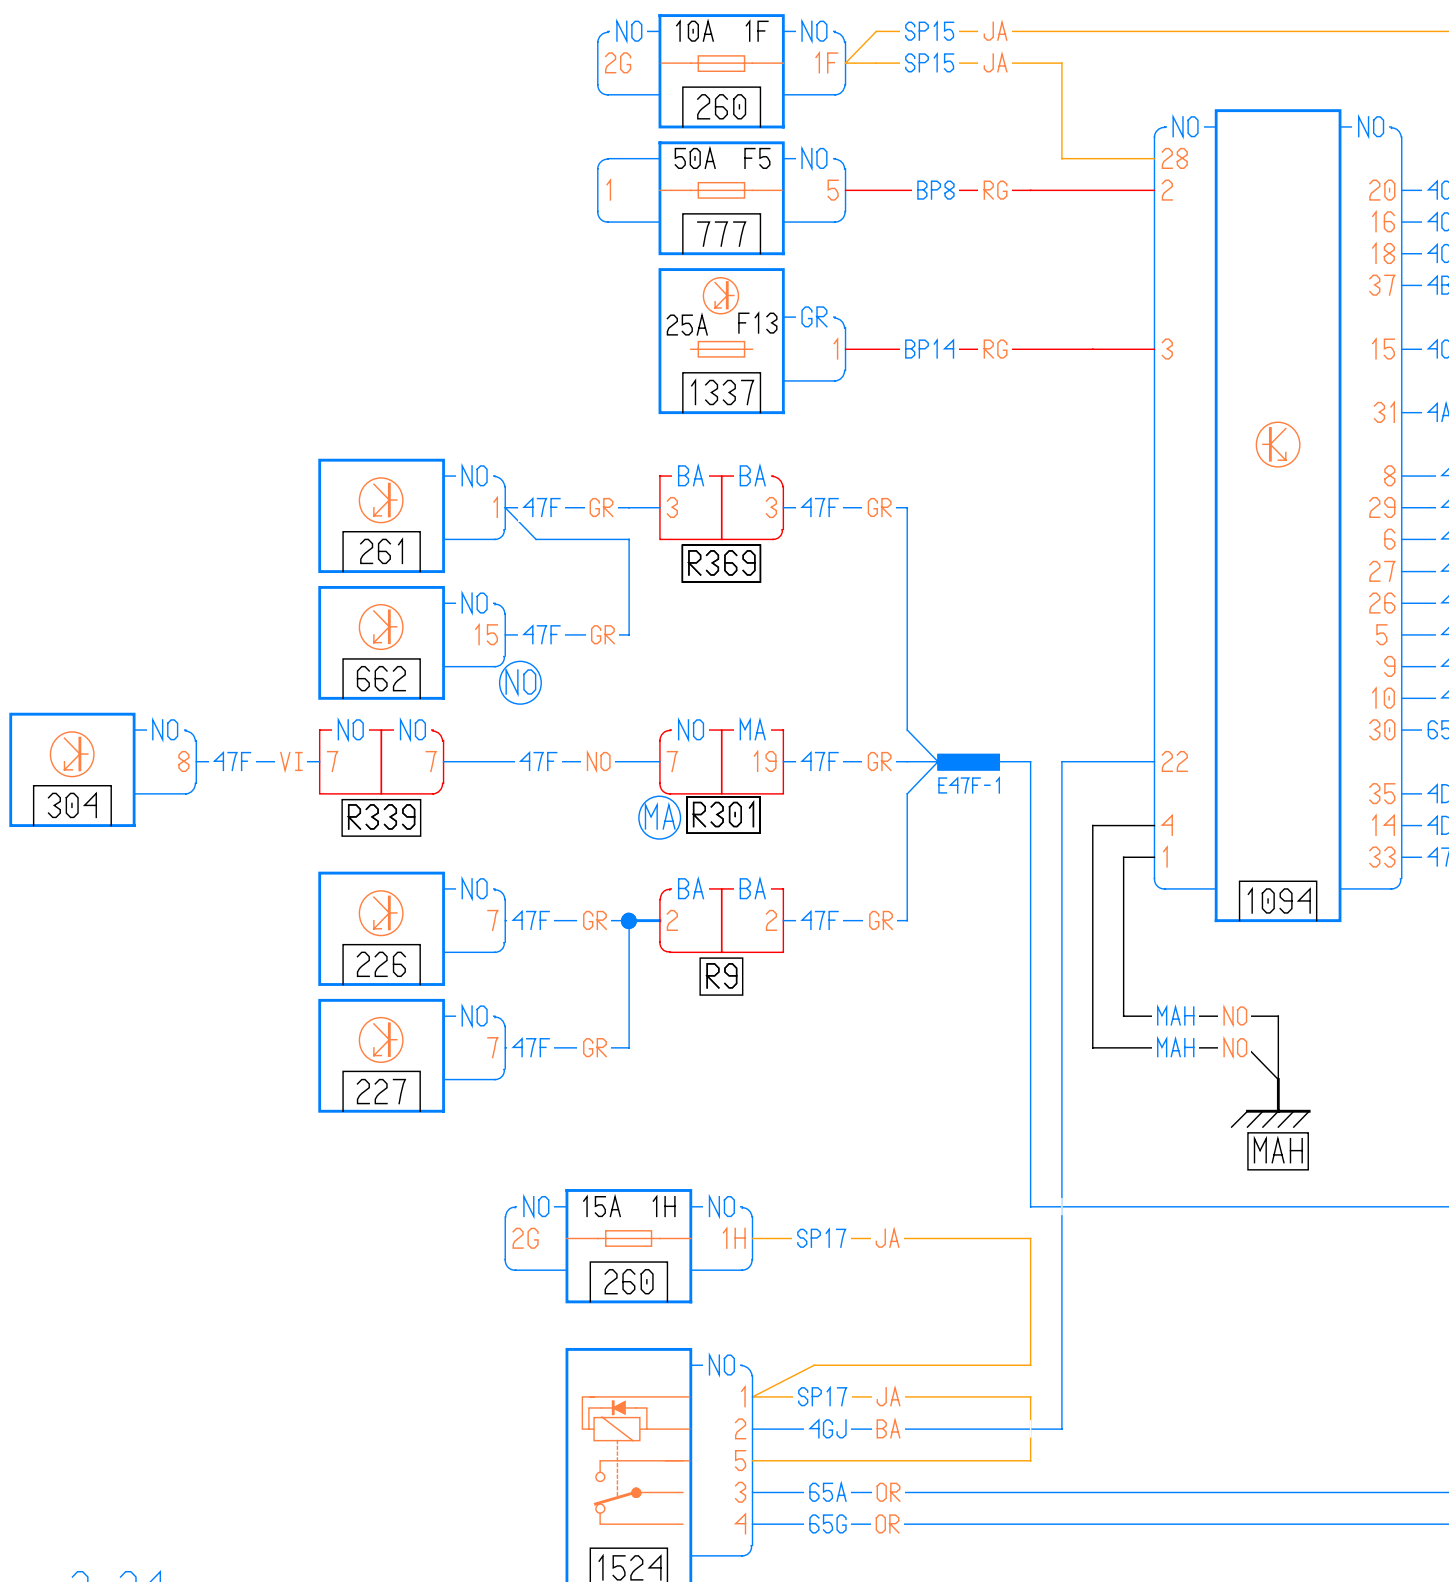 NO 10A 1F NO SP15 JA
2G 1F SP15 JA
260
NO NO
50A F5 NO 28
1 5 BP8 RG 2 20
777 16
18
37
25A F13 GR
1 BP14 RG 3 15
1337
31
NO BA BA 8
1 47F GR 3 3 47F GR 29
261 R369 6
27
NO 26
15 47F GR 5
662 NO 9
10
NO NO NO NO MA 30
8 47F VI 7 7 47F NO 7 19 47F GR E47F-1 22
304 R339 MA R301 35
4 14
1 33
NO BA BA 1094
7 47F GR 2 2 47F GR
226 R9
NO MAH NO
7 47F GR MAH NO
227
MAH
NO 15A 1H NO
2G 1H SP17 JA
260
NO
1 SP17 JA
2 4GJ BA
5
3 65A OR
4 65G OR
1524